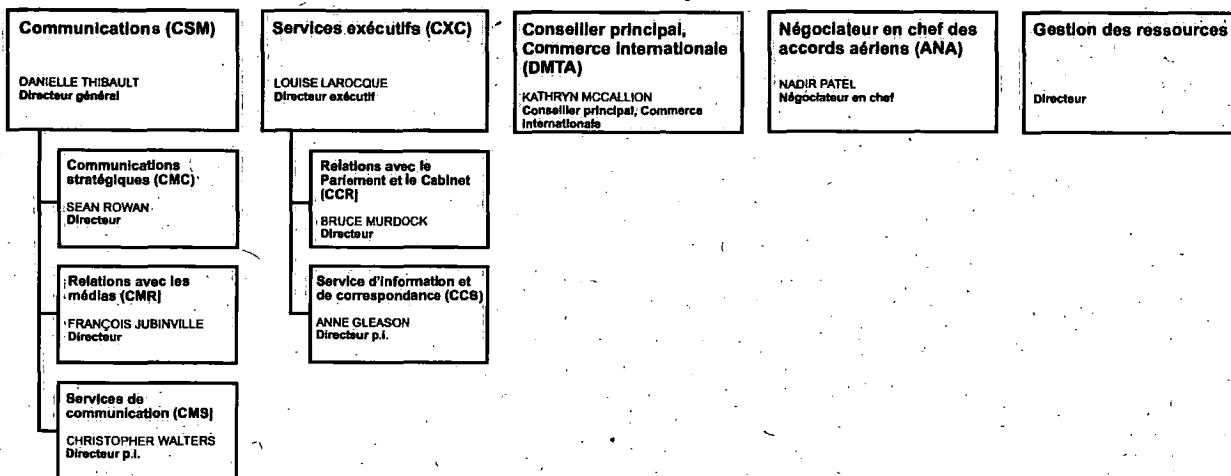 Communications (CSM)
DANIELLE THIBAULT
Directeur général
Communications
stratégiques (CMC)
SEAN ROWAN
Directeur
Relations avec les
médias (CMR)
FRANÇOIS JUBINVILLE
Directeur
Services de
communication (CMS)
CHRISTOPHER WALTERS
Directeur p.i.
Services exécutifs (CXC)
LOUISE LAROCQUE
Directeur exécutif
Relations avec le
Parlement et le Cabinet
(CCR)
BRUCE MURDOCK
Directeur
Service d'information et
de correspondance (CCS)
ANNE GLEASON
Directeur p.i.
Conseiller principal,
Commerce Internationale
(DMTA)
KATHRYN MCCALLION
Conseiller principal, Commerce
Internationale
Négociateur en chef des
accords aériens (ANA)
NADIR PATEL
Négociateur en chef
Gestion des ressources
Directeur